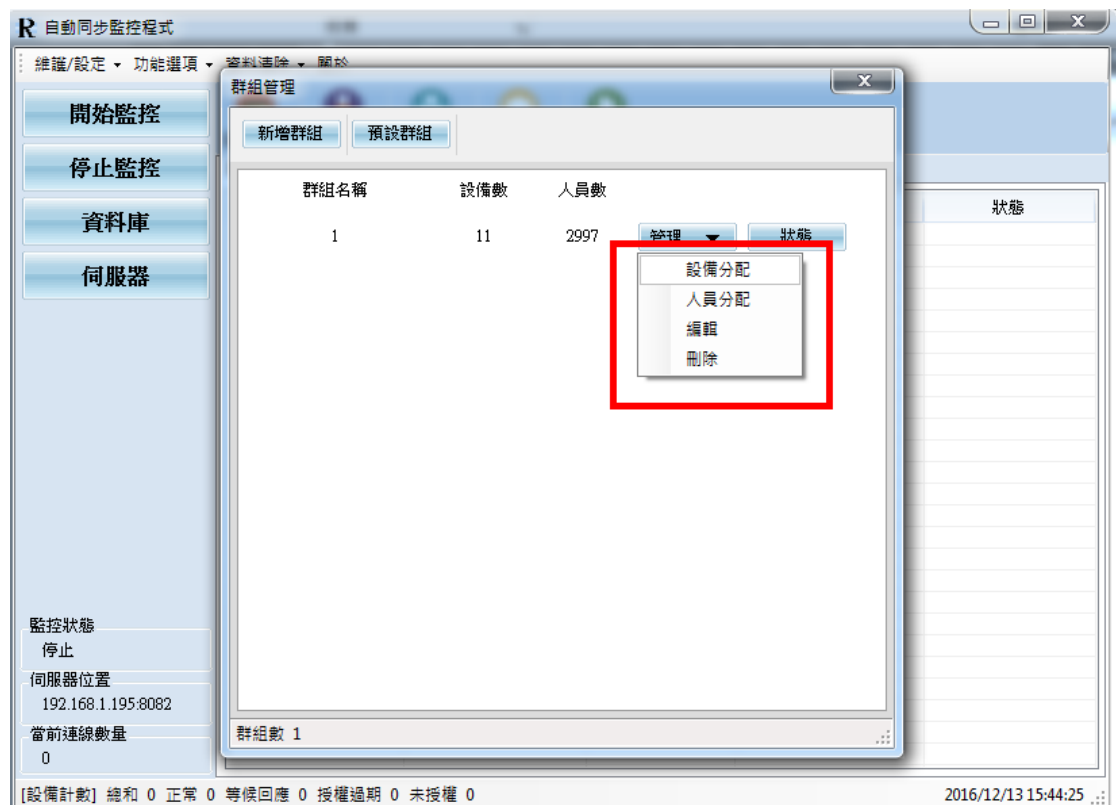 R 自動同步監控程式
維護/設定 功能選項 資料清除 關於
開始監控
停止監控
資料庫
伺服器
監控狀態
停止
伺服器位置
192.168.1.195:8082
當前連線數量
0
群組管理
新增群組 預設群組
群組名稱 設備數 人員數
1 11 2997 管理 狀態
設備分配
人員分配
編輯
刪除
群組數 1
狀態
[設備計數] 總和 0 正常 0 等候回應 0 授權過期 0 未授權 0 2016/12/13 15:44:25